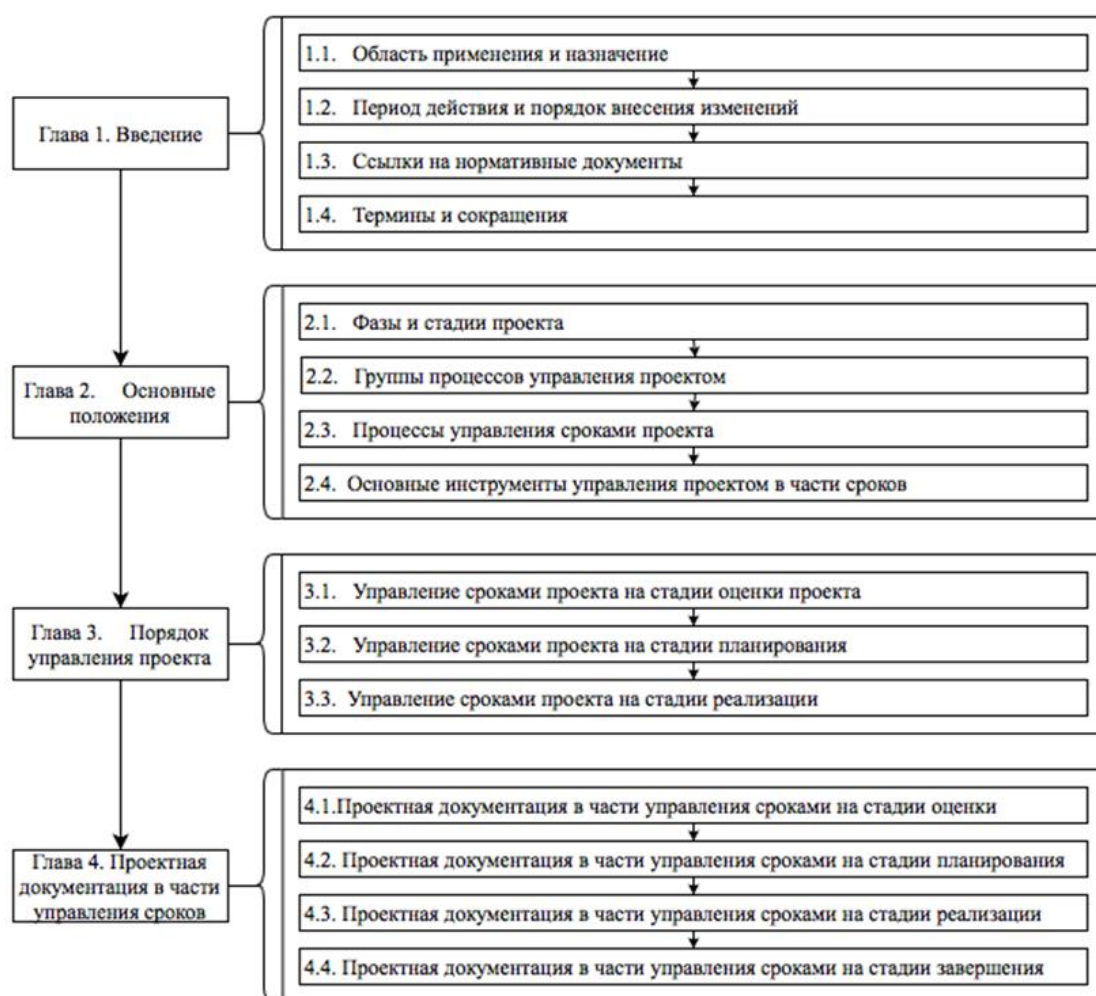 Глава 1. Введение
1.1. Область применения и назначение
1.2. Период действия и порядок внесения изменений
1.3. Ссылки на нормативные документы
1.4. Термины и сокращения
Глава 2. Основные
положения
2.1. Фазы и стадии проекта
2.2. Группы процессов управления проектом
2.3. Процессы управления сроками проекта
2.4. Основные инструменты управления проектом в части сроков
Глава 3. Порядок
управления проекта
3.1. Управление сроками проекта на стадии оценки проекта
3.2. Управление сроками проекта на стадии планирования
3.3. Управление сроками проекта на стадии реализации
Глава 4. Проектная
документация в части
управления сроков
4.1.Проектная документация в части управления сроками на стадии оценки
4.2. Проектная документация в части управления сроками на стадии планирования
4.3. Проектная документация в части управления сроками на стадии реализации
4.4. Проектная документация в части управления сроками на стадии завершения